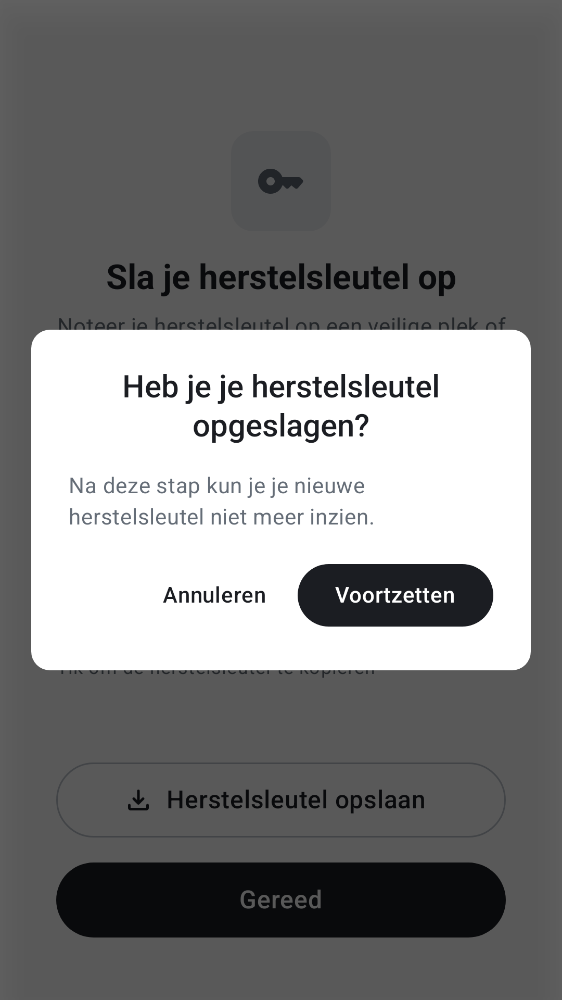 Sla je herstelsleutel op
Noteer je herstelsleutel op een veilige plek of
Heb je je herstelsleutel
opgeslagen?
Na deze stap kun je je nieuwe
herstelsleutel niet meer inzien.
Annuleren
Voortzetten
Tik om de herstelsleutel te kopiëren
Herstelsleutel opslaan
Gereed